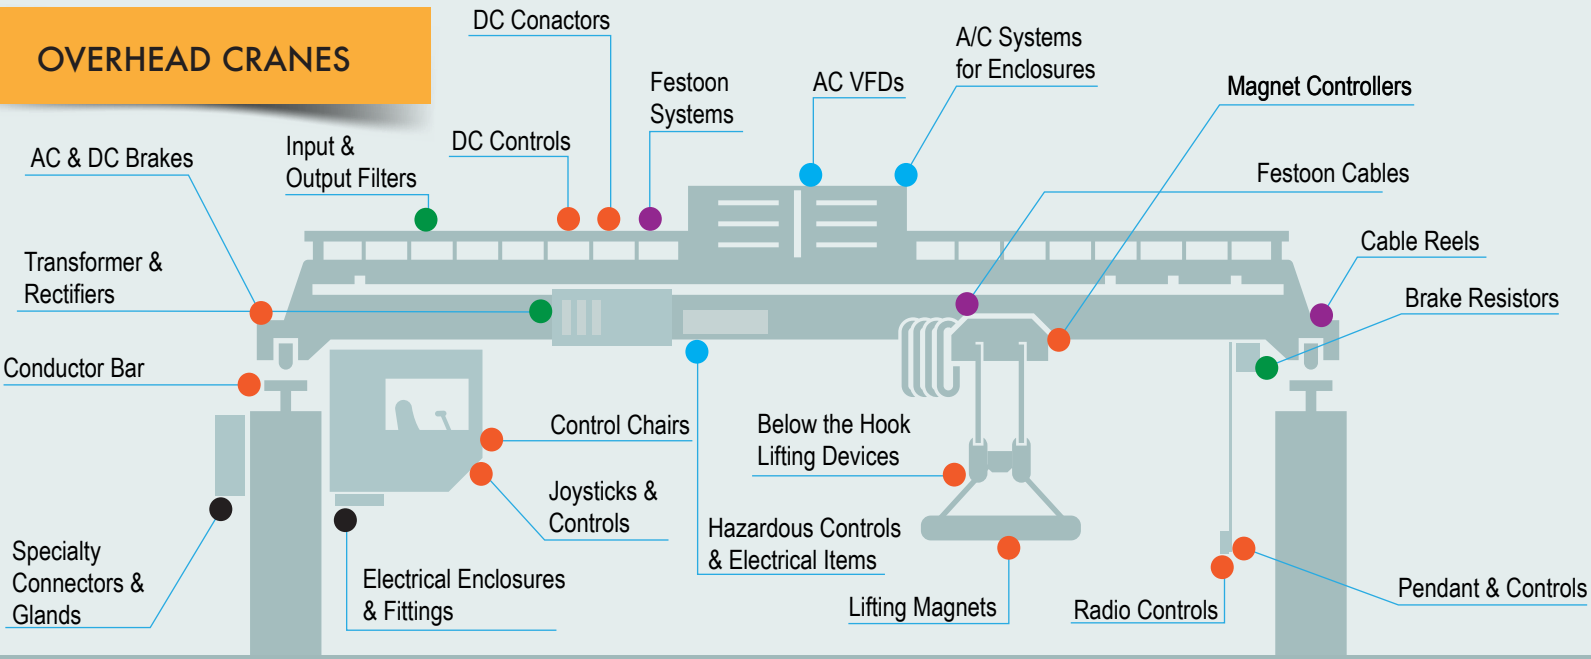 OVERHEAD CRANES
DC Conactors
A/C Systems
for Enclosures
Festoon
Systems
AC VFDs
Magnet Controllers
DC Controls
Input &
Output Filters
AC & DC Brakes
Festoon Cables
Transformer &
Rectifiers
Cable Reels
Brake Resistors
Conductor Bar
Control Chairs
Below the Hook
Lifting Devices
Joysticks &
Controls
Hazardous Controls
& Electrical Items
Specialty
Connectors &
Glands
Electrical Enclosures
& Fittings
Lifting Magnets
Radio Controls
Pendant & Controls